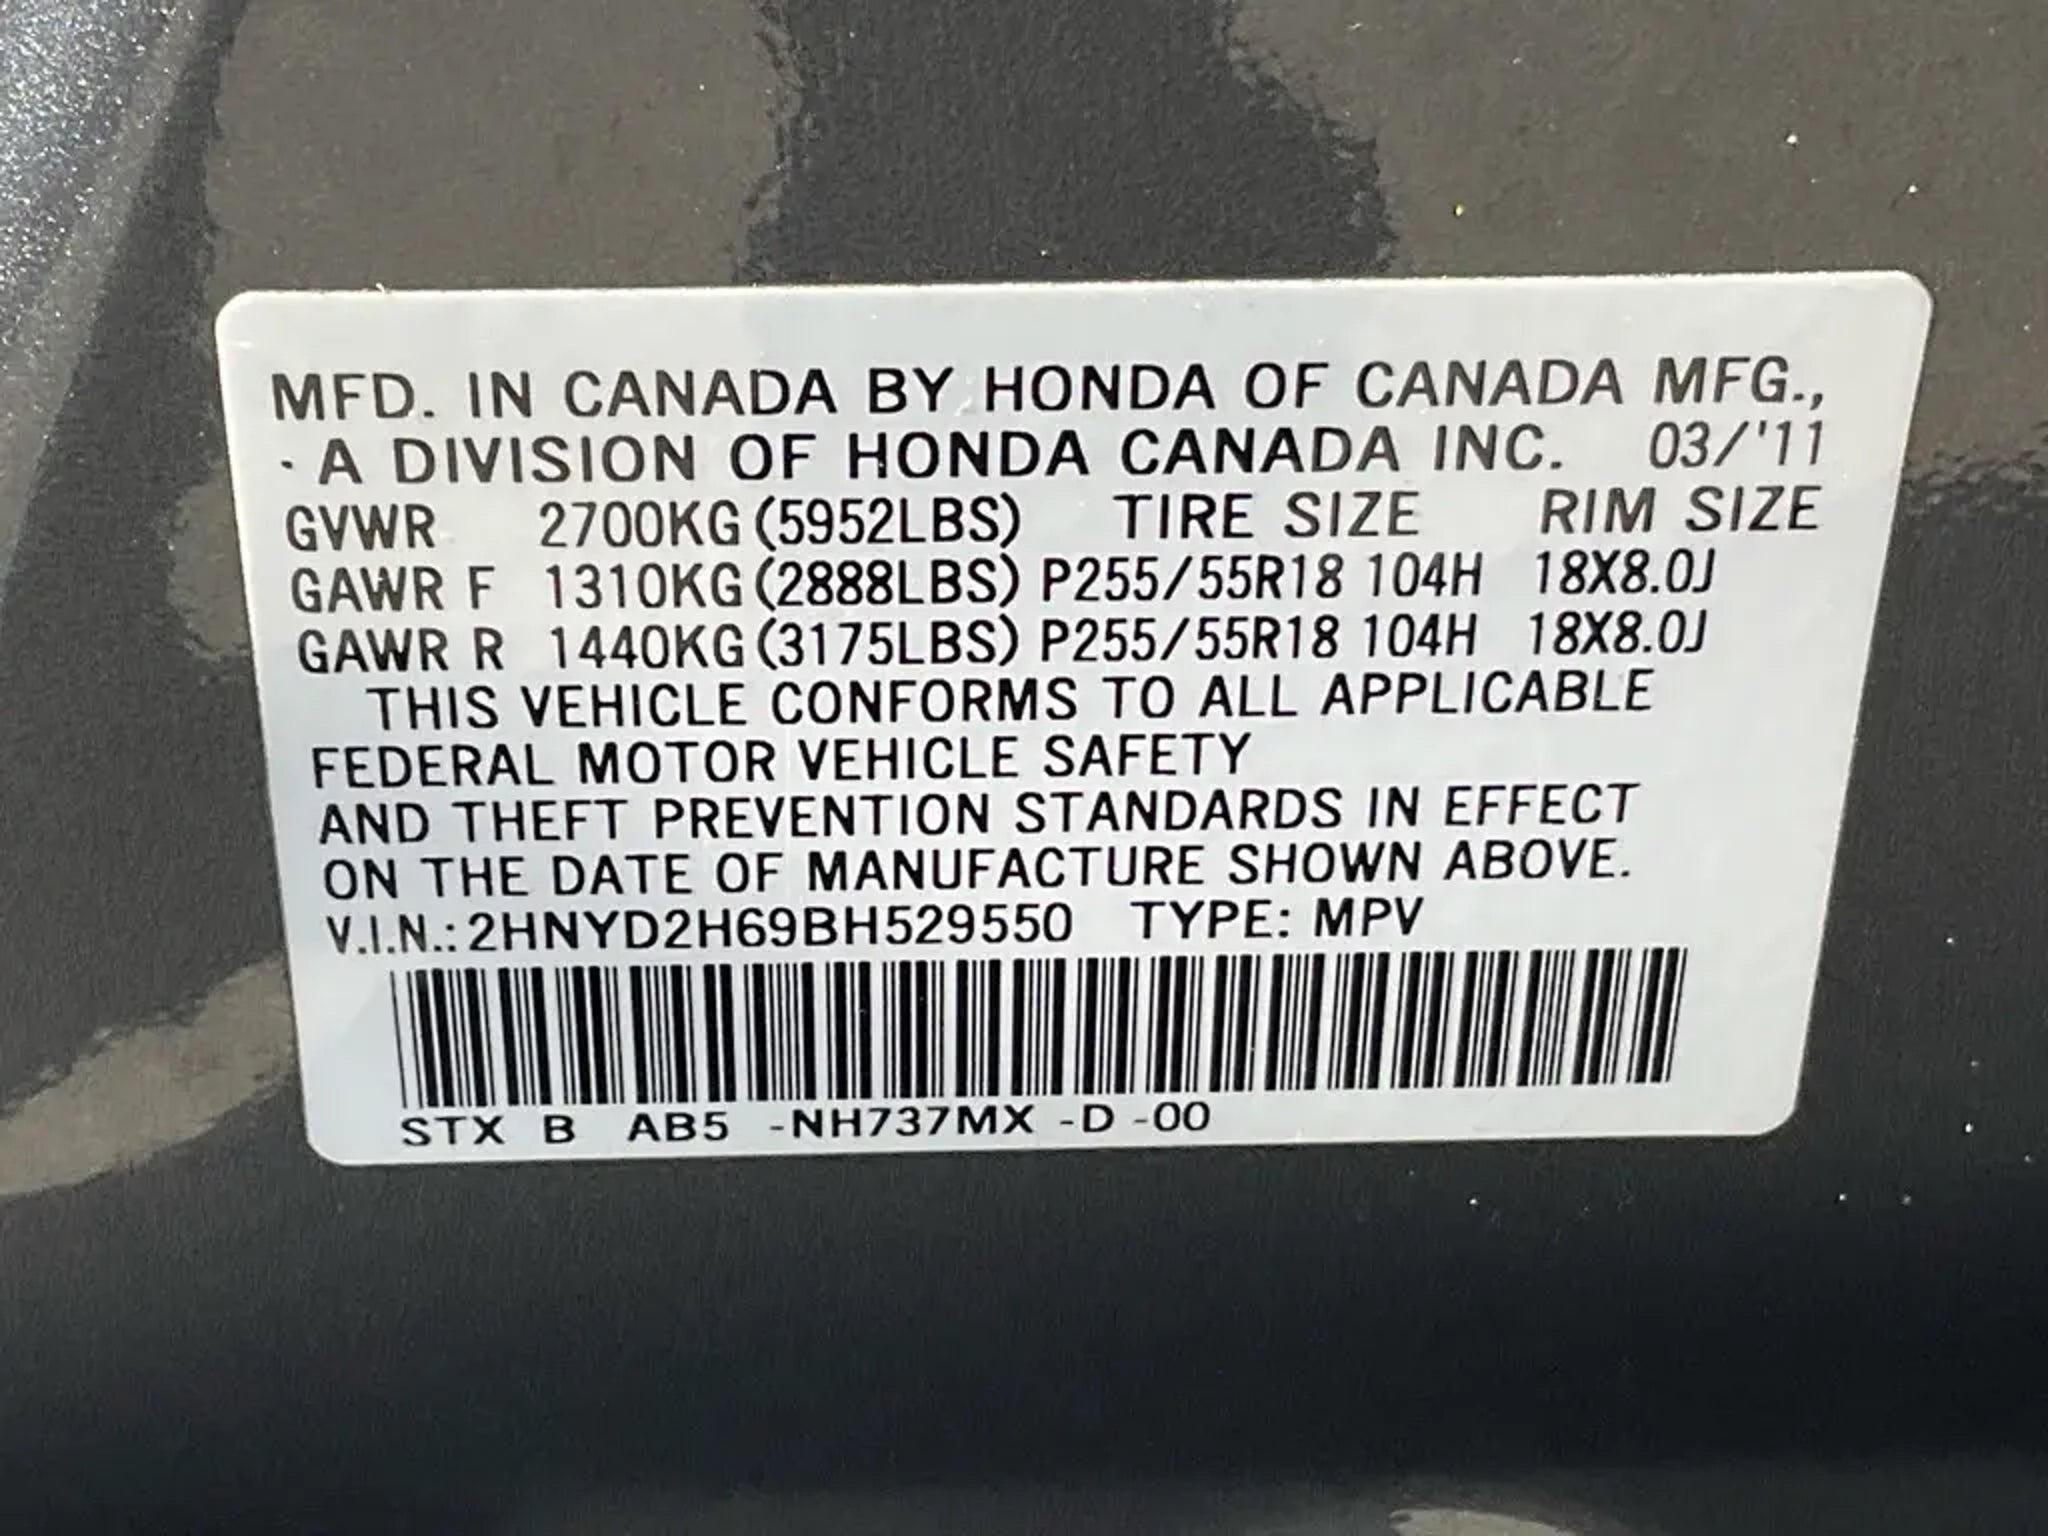 MFD. IN CANADA BY HONDA OF CANADA MFG.,
· A DIVISION OF HONDA CANADA INC. 03/'11
GVWR 2700KG (5952LBS) TIRE SIZE RIM SIZE
GAWR F 1310KG (2888LBS) P255/55R18 104H 18X8.0J
GAWR R 1440KG (3175LBS) P255/55R18 104H 18X8.0J
THIS VEHICLE CONFORMS TO ALL APPLICABLE
FEDERAL MOTOR VEHICLE SAFETY
AND THEFT PREVENTION STANDARDS IN EFFECT
ON THE DATE OF MANUFACTURE SHOWN ABOVE.
V.I.N.: 2HNYD2H69BH529550 TYPE: MPV
STX B AB5 -NH737MX -D -00